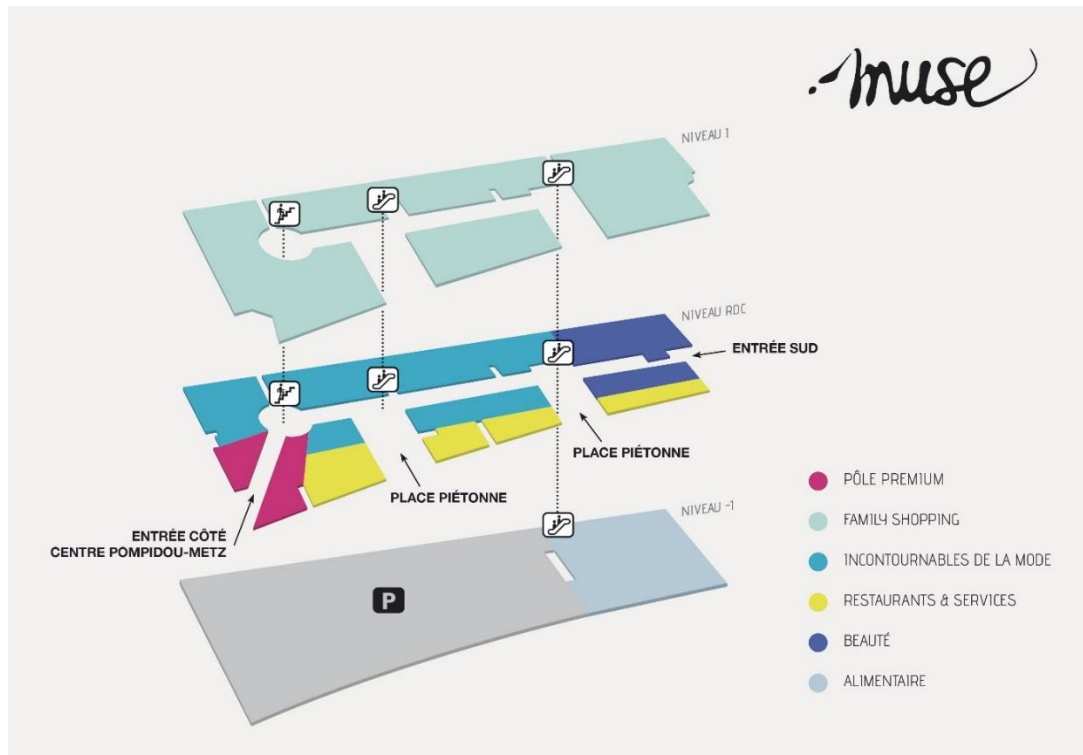 muse
NIVEAU 1
NIVEAU RDC
ENTRÉE SUD
PLACE PIÉTONNE
PLACE PIÉTONNE
ENTRÉE CÔTÉ
CENTRE POMPIDOU-METZ
NIVEAU -1
P
PÔLE PREMIUM
FAMILY SHOPPING
INCONTOURNABLES DE LA MODE
RESTAURANTS & SERVICES
BEAUTÉ
ALIMENTAIRE